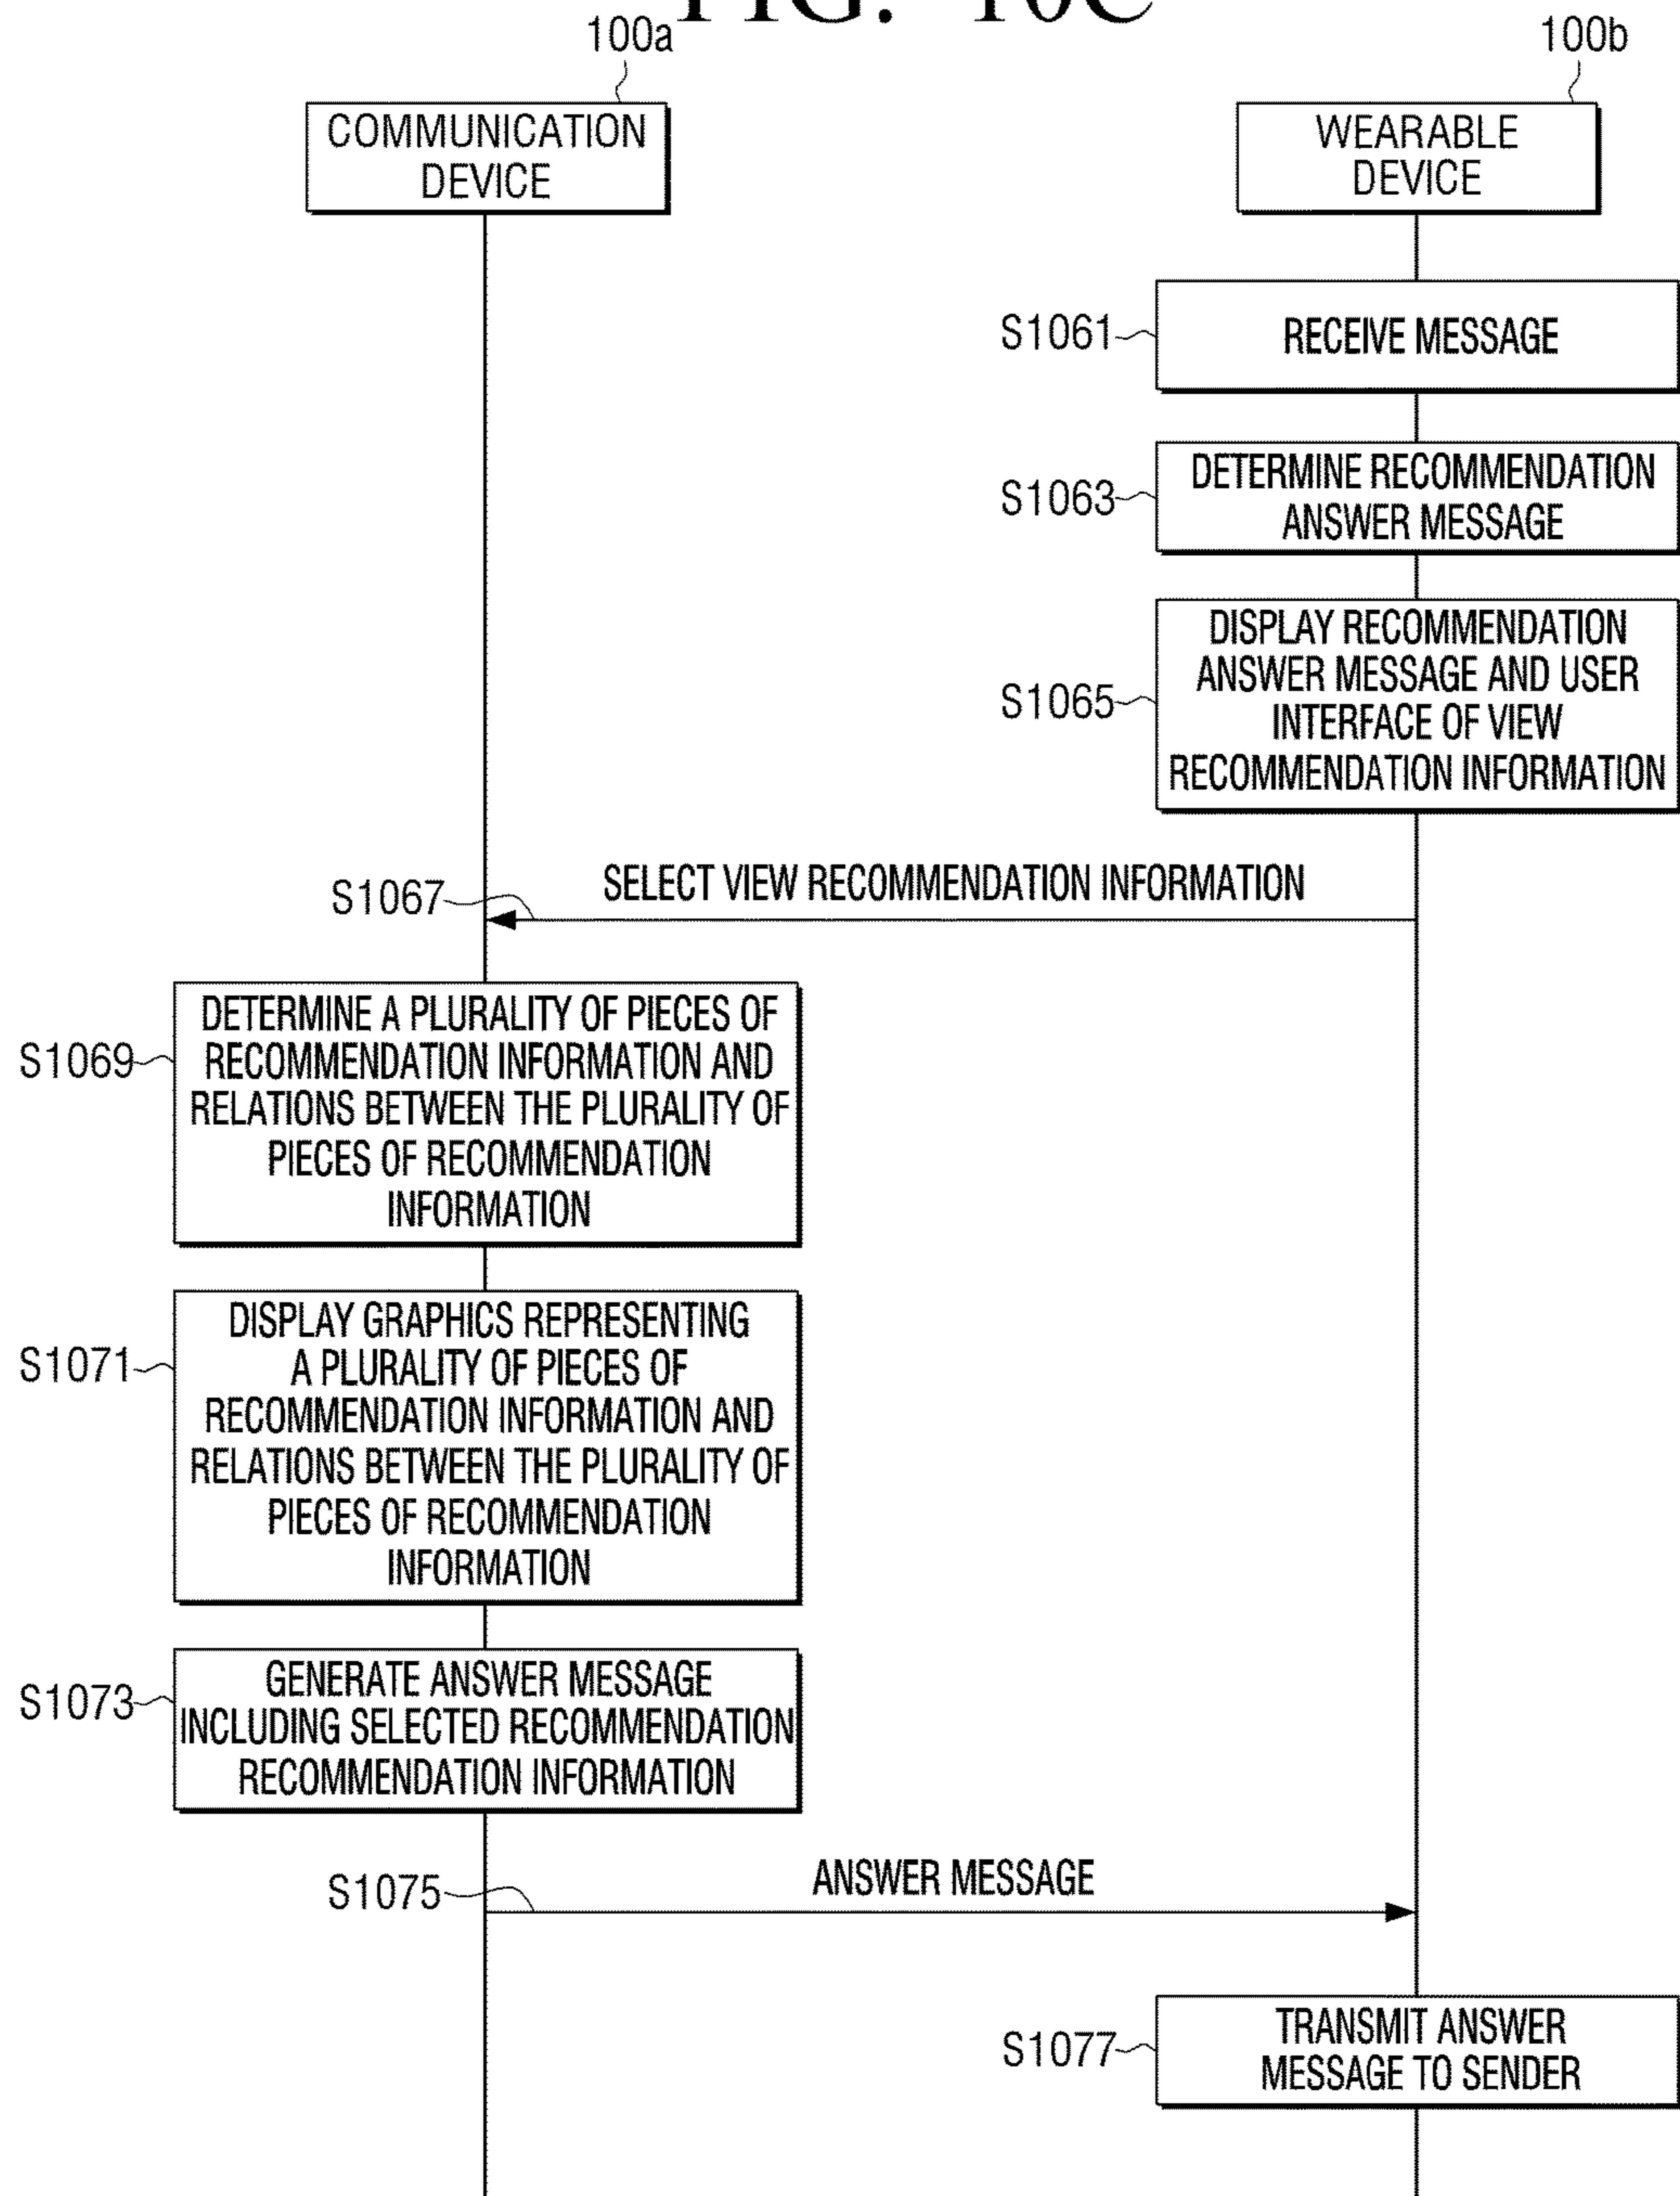 FIG. 10C
100a
100b
COMMUNICATION
DEVICE
WEARABLE
DEVICE
S1061
RECEIVE MESSAGE
S1063
DETERMINE RECOMMENDATION
ANSWER MESSAGE
S1065
DISPLAY RECOMMENDATION
ANSWER MESSAGE AND USER
INTERFACE OF VIEW
RECOMMENDATION INFORMATION
S1067
SELECT VIEW RECOMMENDATION INFORMATION
S1069
DETERMINE A PLURALITY OF PIECES OF
RECOMMENDATION INFORMATION AND
RELATIONS BETWEEN THE PLURALITY OF
PIECES OF RECOMMENDATION
INFORMATION
S1071
DISPLAY GRAPHICS REPRESENTING
A PLURALITY OF PIECES OF
RECOMMENDATION INFORMATION AND
RELATIONS BETWEEN THE PLURALITY OF
PIECES OF RECOMMENDATION
INFORMATION
S1073
GENERATE ANSWER MESSAGE
INCLUDING SELECTED RECOMMENDATION
RECOMMENDATION INFORMATION
S1075
ANSWER MESSAGE
S1077
TRANSMIT ANSWER
MESSAGE TO SENDER